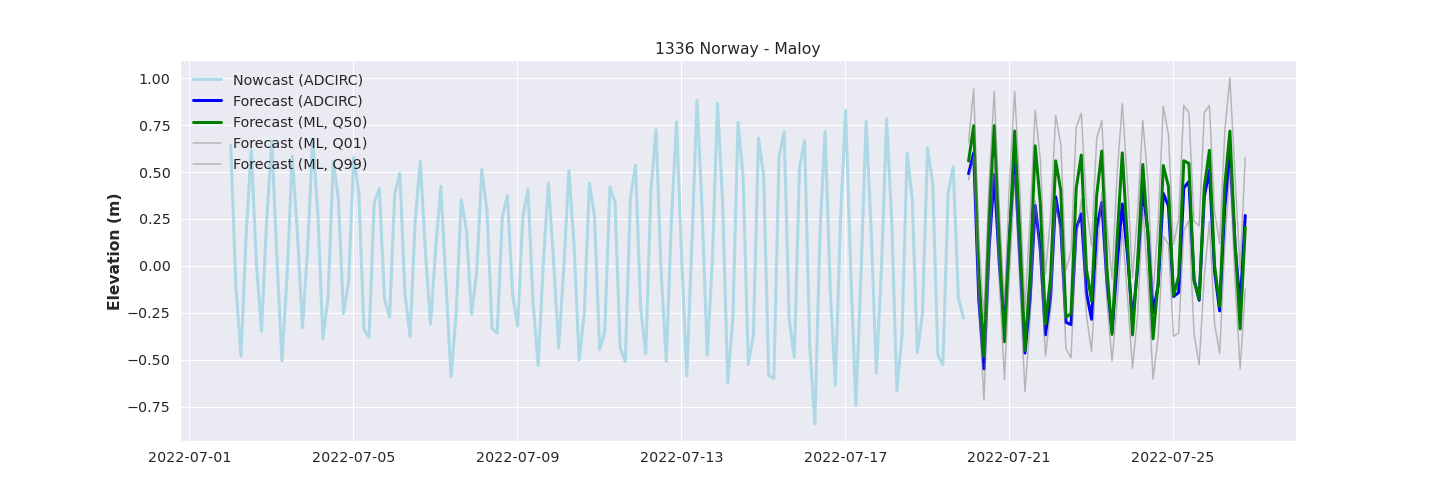 1336 Norway - Maloy
Nowcast (ADCIRC)
Forecast (ADCIRC)
Forecast (ML, Q50)
Forecast (ML, Q01)
Forecast (ML, Q99)
Elevation (m)
1.00
0.75
0.50
0.25
0.00
−0.25
−0.50
−0.75
2022-07-01 2022-07-05 2022-07-09 2022-07-13 2022-07-17 2022-07-21 2022-07-25